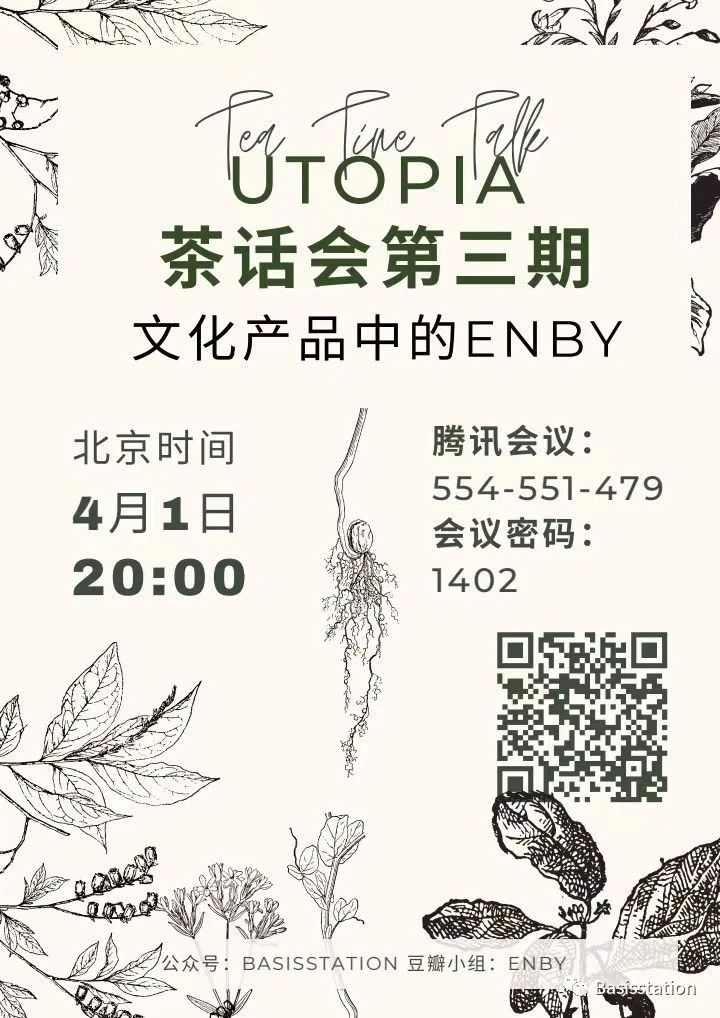 Tea Time Talk
UTOPIA
茶话会第三期
文化产品中的ENBY
北京时间
4月1日
20:00
腾讯会议：
554-551-479
会议密码：
1402
公众号：BASISSTATION 豆瓣小组：ENBY
Basisstation